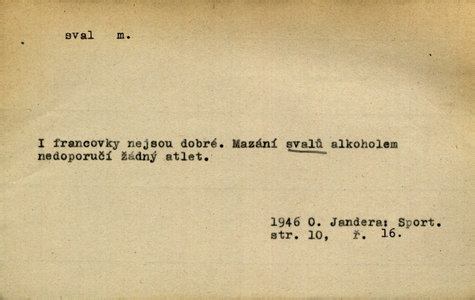 sval m.
I francovky nejsou dobré. Mazání svalů alkoholem
nedoporučí žádný atlet.
1946 O. Jandera: Sport.
str. 10, ř. 16.